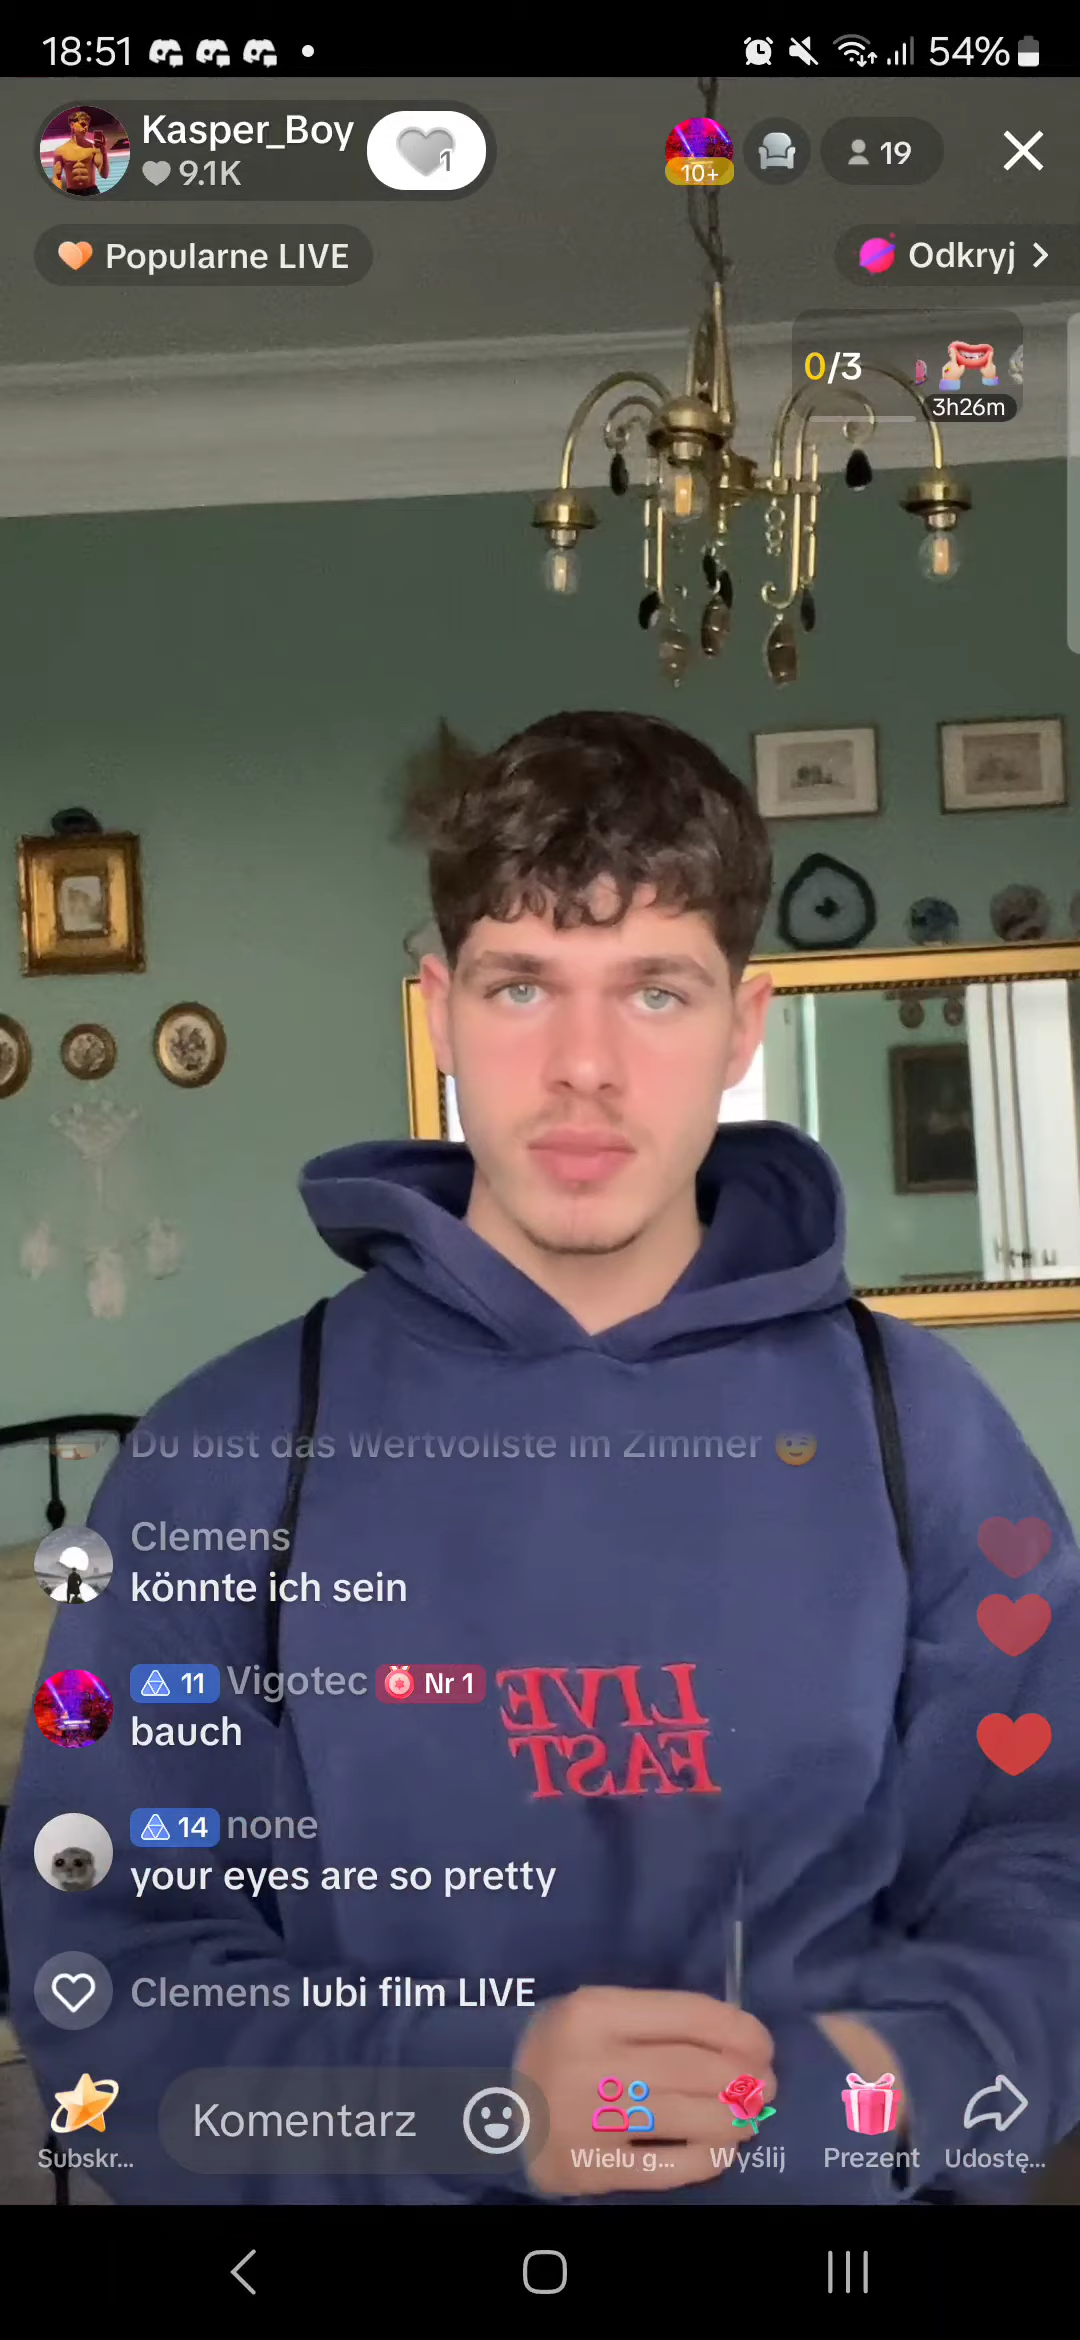 18:51 54%
Kasper_Boy
9.1K
1
10+
19
Popularne LIVE
Odkryj
0/3
3h26m
Du bist das Wertvollste im Zimmer 😉
Clemens
könnte ich sein
11 Vigotec Nr 1
bauch
LIVE
FAST
14 none
your eyes are so pretty
Clemens lubi film LIVE
Komentarz
Subskr... Wielu g... Wyślij Prezent Udostę...